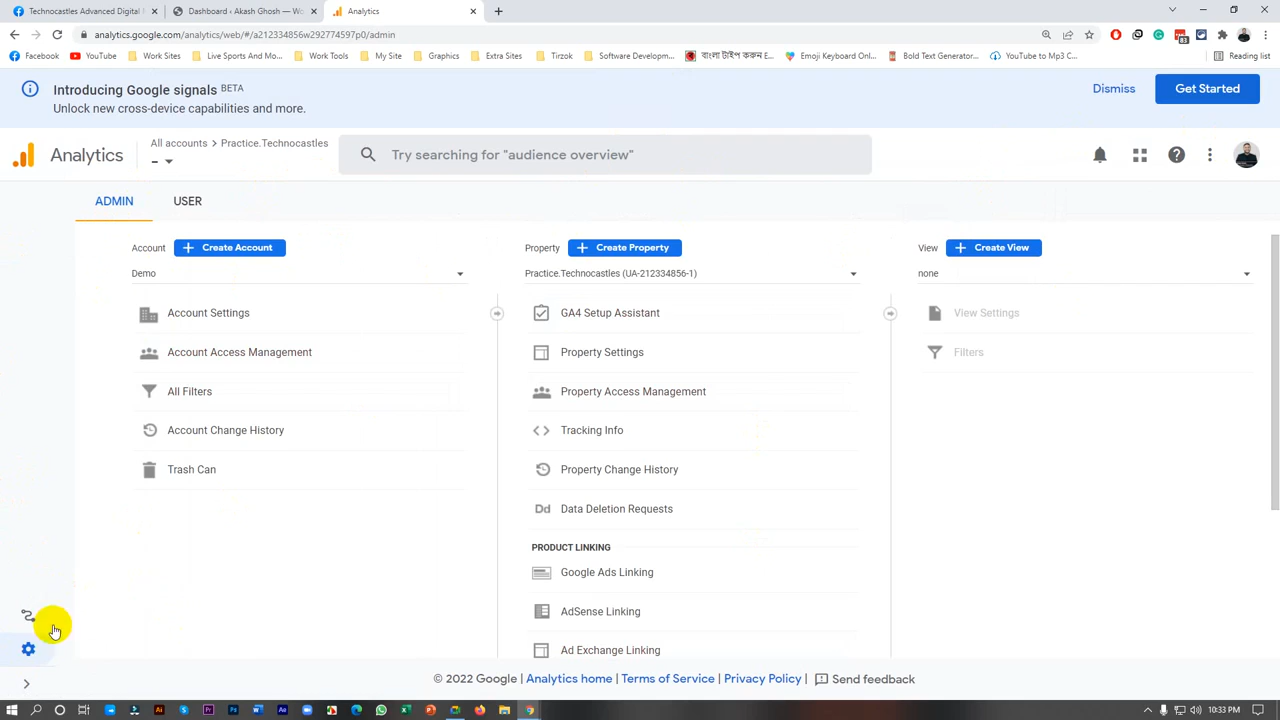 Technocastles Advanced Digital
Dashboard ‹ Akash Ghosh — Wo
Analytics
analytics.google.com/analytics/web/#/a212334856w292774597p0/admin
83
Facebook
YouTube
Work Sites
Live Sports And Mo...
Work Tools
My Site
Graphics
Extra Sites
Tirzok
Software Developm...
বাংলা টাইপ করুন E...
Emoji Keyboard Onl...
Bold Text Generator...
YouTube to Mp3 C...
Reading list
Introducing Google signals BETA
Unlock new cross-device capabilities and more.
Dismiss
Get Started
Analytics
All accounts > Practice.Technocastles
–
Try searching for "audience overview"
ADMIN
USER
Account
Create Account
Demo
Account Settings
Account Access Management
All Filters
Account Change History
Trash Can
Property
Create Property
Practice.Technocastles (UA-212334856-1)
GA4 Setup Assistant
Property Settings
Property Access Management
Tracking Info
Property Change History
Dd Data Deletion Requests
PRODUCT LINKING
Google Ads Linking
AdSense Linking
Ad Exchange Linking
View
Create View
none
View Settings
Filters
© 2022 Google | Analytics home | Terms of Service | Privacy Policy | Send feedback
10:33 PM